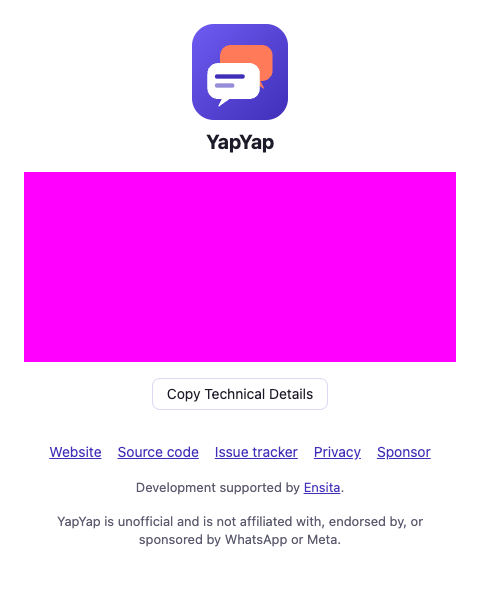 YapYap
Copy Technical Details
Website Source code Issue tracker Privacy Sponsor
Development supported by Ensita.
YapYap is unofficial and is not affiliated with, endorsed by, or
sponsored by WhatsApp or Meta.